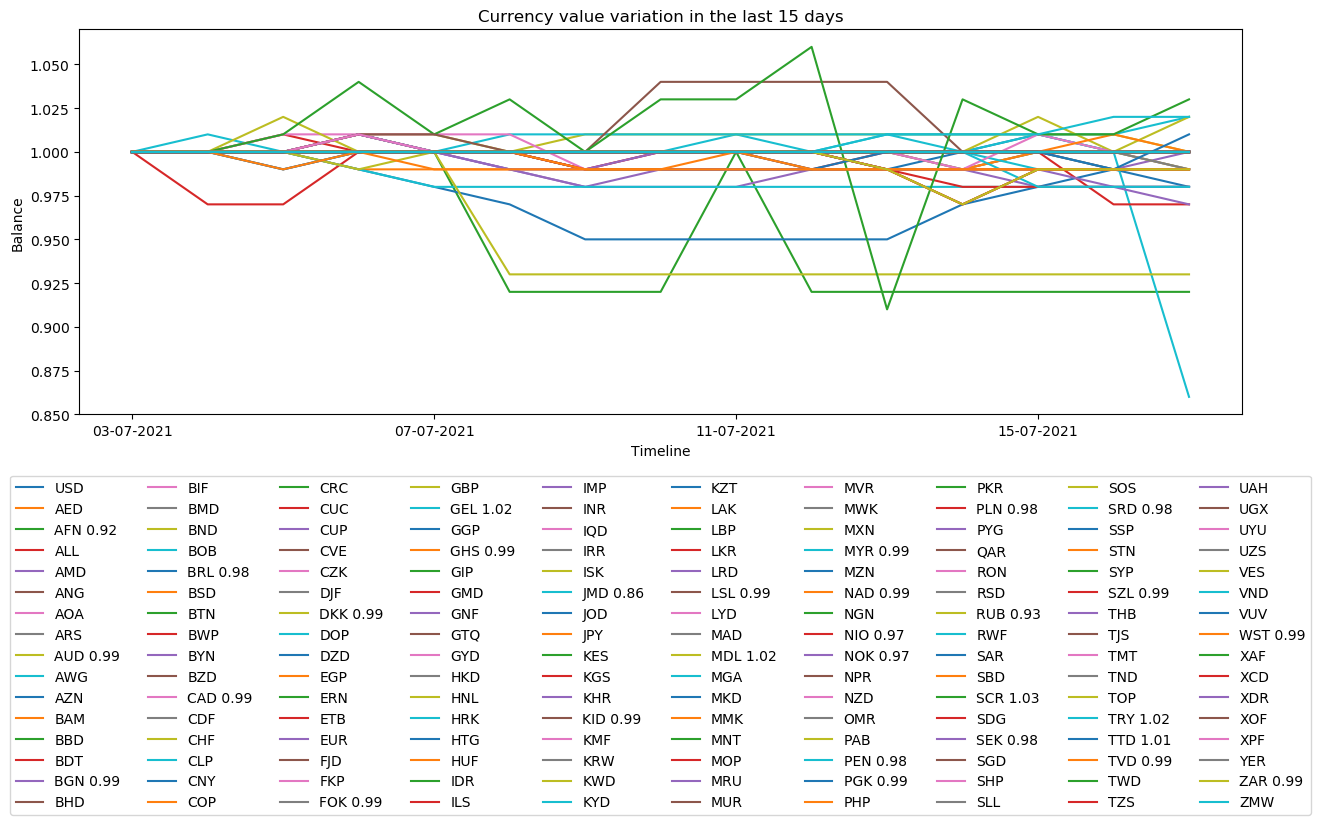 Currency value variation in the last 15 days
1.050
1.025
1.000
0.975
0.950
0.925
0.900
0.875
0.850
Balance
03-07-2021 07-07-2021 11-07-2021 15-07-2021
Timeline
USD BIF CRC GBP IMP KZT MVR PKR SOS UAH
AED BMD CUC GEL 1.02 INR LAK MWK PLN 0.98 SRD 0.98 UGX
AFN 0.92 BND CUP GGP IQD LBP MXN PYG SSP UYU
ALL BOB CVE GHS 0.99 IRR LKR MYR 0.99 QAR STN UZS
AMD BRL 0.98 CZK GIP ISK LRD MZN RON SYP VES
ANG BSD DJF GMD JMD 0.86 LSL 0.99 NAD 0.99 RSD SZL 0.99 VND
AOA BTN DKK 0.99 GNF JOD LYD NGN RUB 0.93 THB VUV
ARS BWP DOP GTQ JPY MAD NIO 0.97 RWF TJS WST 0.99
AUD 0.99 BYN DZD GYD KES MDL 1.02 NOK 0.97 SAR TMT XAF
AWG BZD EGP HKD KGS MGA NPR SBD TND XCD
AZN CAD 0.99 ERN HNL KHR MKD NZD SCR 1.03 TOP XDR
BAM CDF ETB HRK KID 0.99 MMK OMR SDG TRY 1.02 XOF
BBD CHF EUR HTG KMF MNT PAB SEK 0.98 TTD 1.01 XPF
BDT CLP FJD HUF KRW MOP PEN 0.98 SGD TVD 0.99 YER
BGN 0.99 CNY FKP IDR KWD MRU PGK 0.99 SHP TWD ZAR 0.99
BHD COP FOK 0.99 ILS KYD MUR PHP SLL TZS ZMW